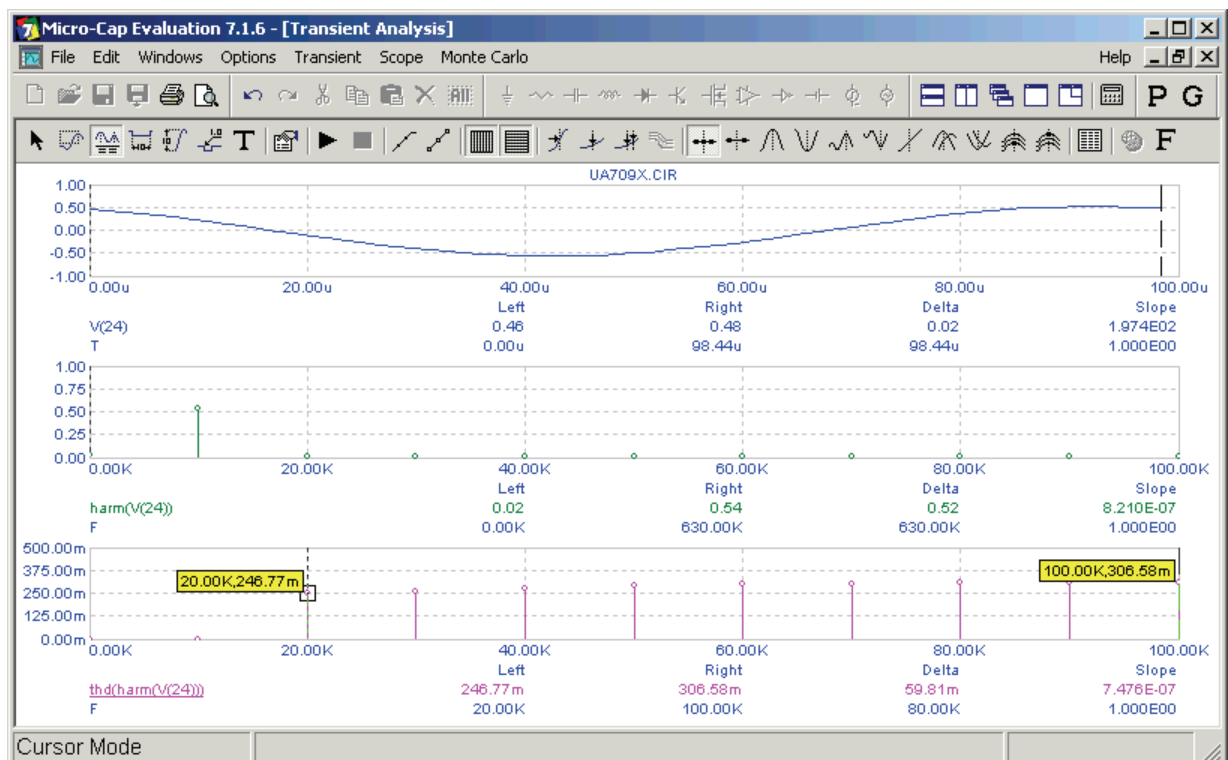 Micro-Cap Evaluation 7.1.6 - [Transient Analysis]
File Edit Windows Options Transient Scope Monte Carlo Help
P G
T F
UA709X.CIR
1.00
0.50
0.00
-0.50
-1.00
0.00u 20.00u 40.00u 60.00u 80.00u 100.00u
Left Right Delta Slope
V(24) 0.46 0.48 0.02 1.974E02
T 0.00u 98.44u 98.44u 1.000E00
1.00
0.75
0.50
0.25
0.00
0.00K 20.00K 40.00K 60.00K 80.00K 100.00K
Left Right Delta Slope
harm(V(24)) 0.02 0.54 0.52 8.210E-07
F 0.00K 630.00K 630.00K 1.000E00
500.00m
375.00m
250.00m
125.00m
0.00m
20.00K,246.77m
100.00K,306.58m
0.00K 20.00K 40.00K 60.00K 80.00K 100.00K
Left Right Delta Slope
thd(harm(V(24))) 246.77m 306.58m 59.81m 7.476E-07
F 20.00K 100.00K 80.00K 1.000E00
Cursor Mode